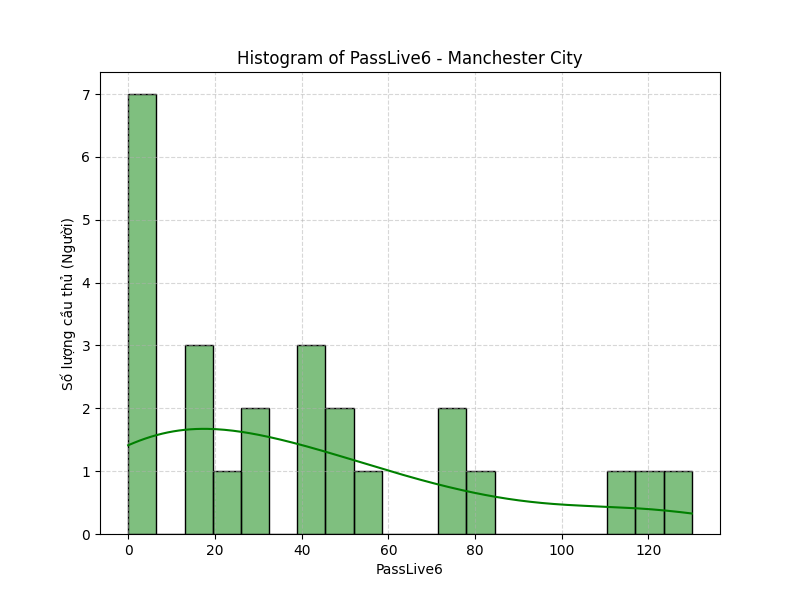 Histogram of PassLive6 - Manchester City
Số lượng cầu thủ (Người)
7
6
5
4
3
2
1
0
0 20 40 60 80 100 120
PassLive6